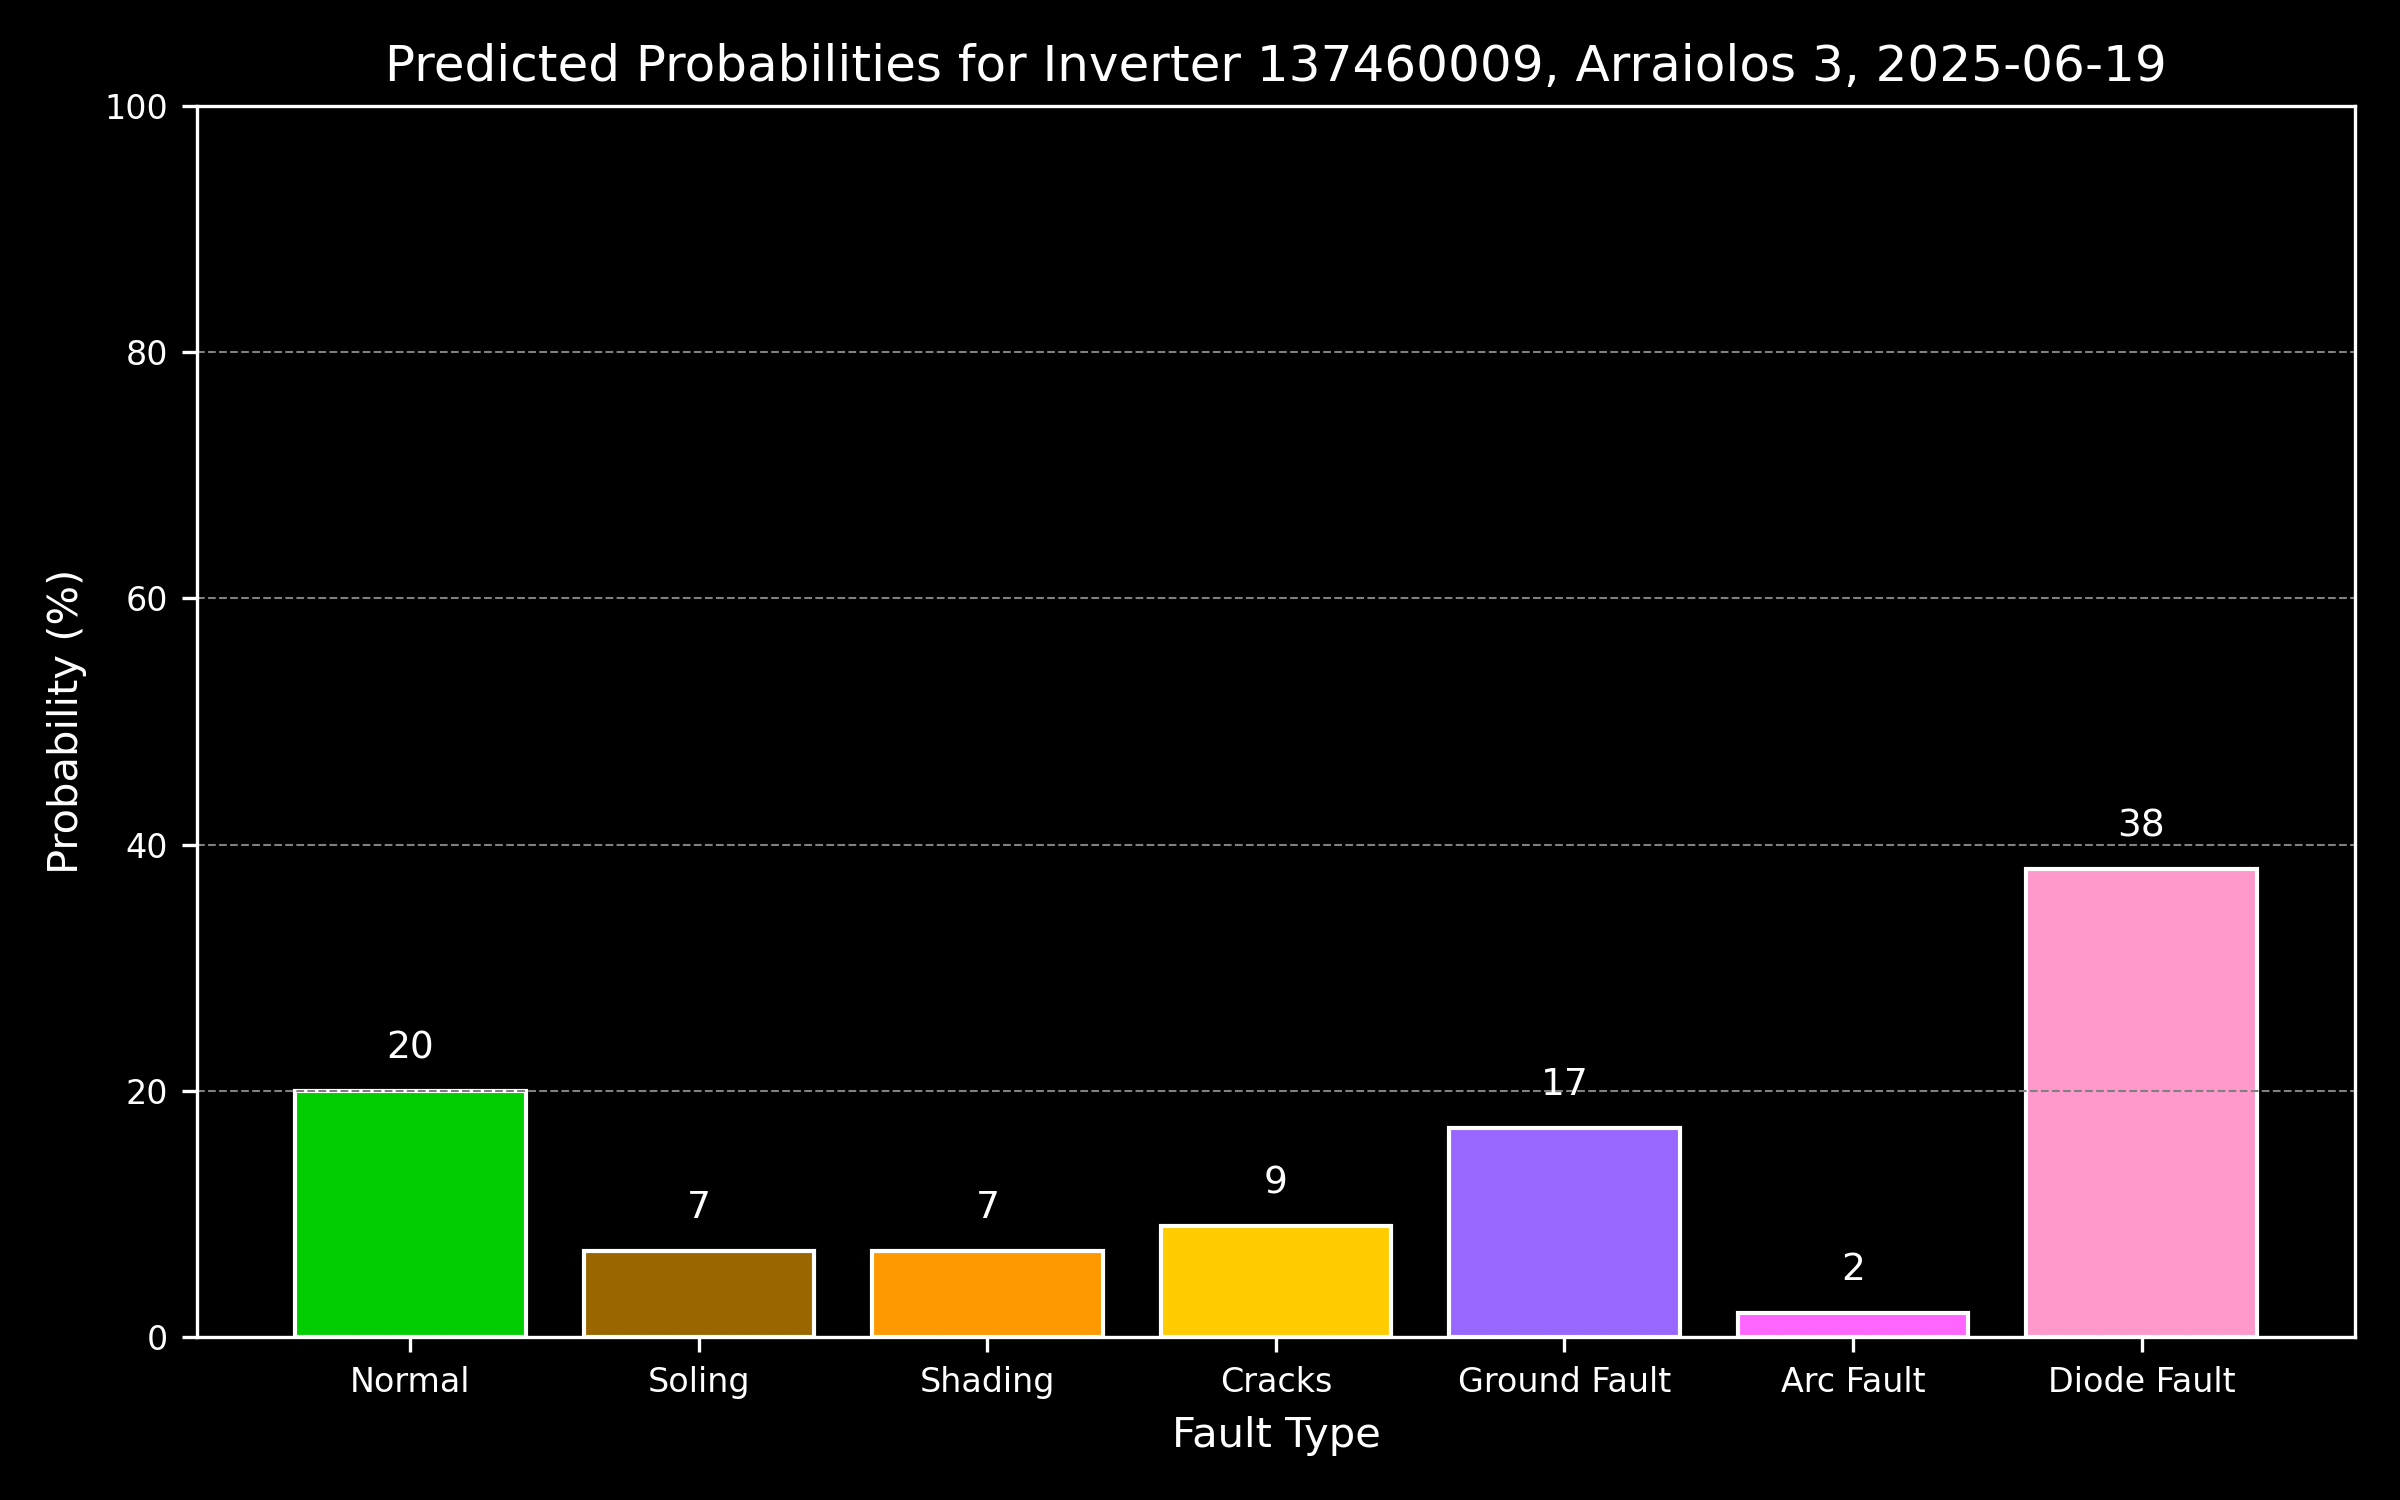 Predicted Probabilities for Inverter 137460009, Arraiolos 3, 2025-06-19
100
80
60
40
20
0
Probability (%)
20
7
7
9
17
2
38
Normal
Soling
Shading
Cracks
Ground Fault
Arc Fault
Diode Fault
Fault Type